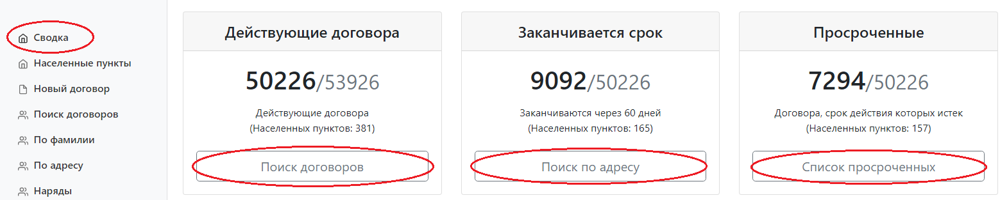 Сводка
Населенные пункты
Новый договор
Поиск договоров
По фамилии
По адресу
Наряды
Действующие договора
50226/53926
Действующие договора
(Населенных пунктов: 381)
Поиск договоров
Заканчивается срок
9092/50226
Заканчиваются через 60 дней
(Населенных пунктов: 165)
Поиск по адресу
Просроченные
7294/50226
Договора, срок действия которых истек
(Населенных пунктов: 157)
Список просроченных